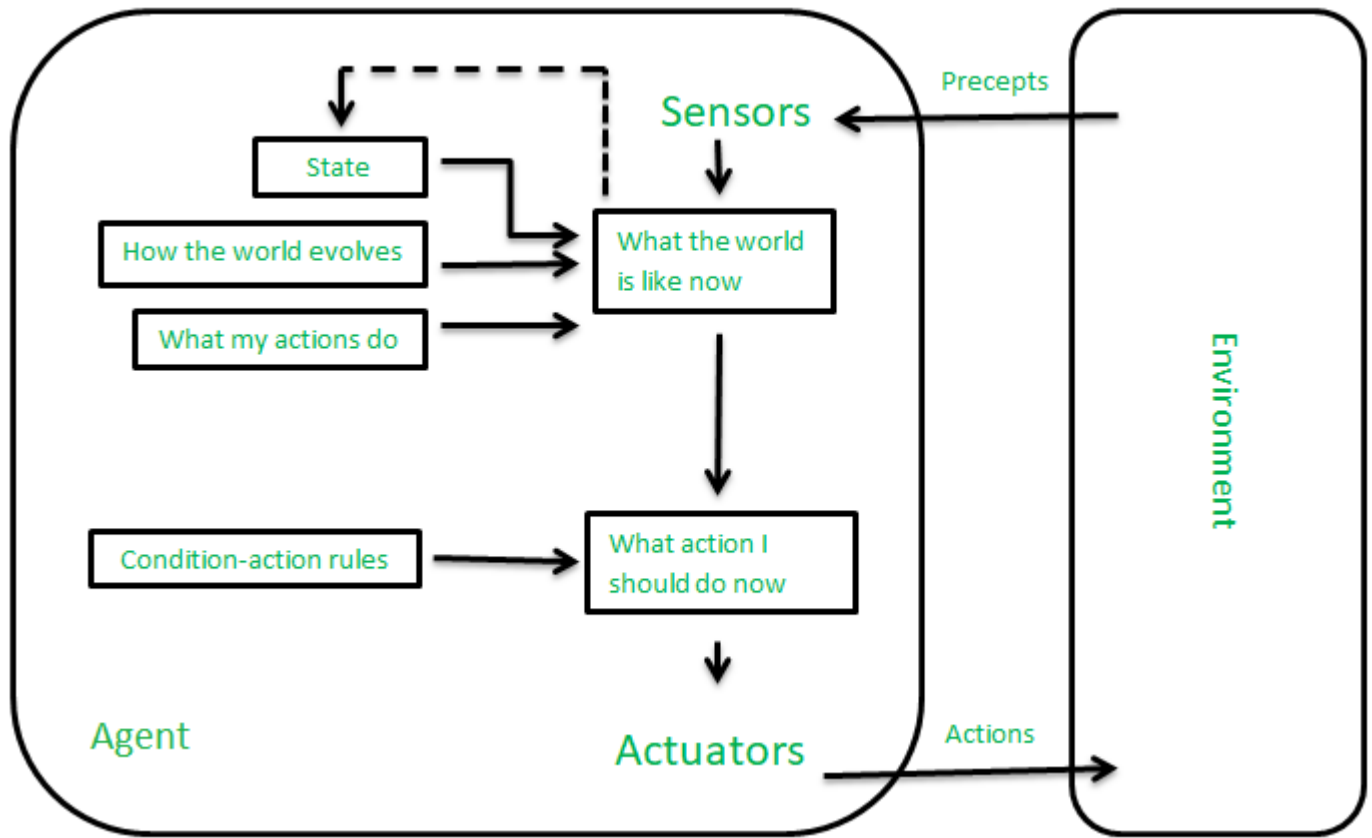 Precepts
Sensors
State
What the world
is like now
How the world evolves
What my actions do
Environment
What action I
should do now
Condition-action rules
Agent
Actuators
Actions